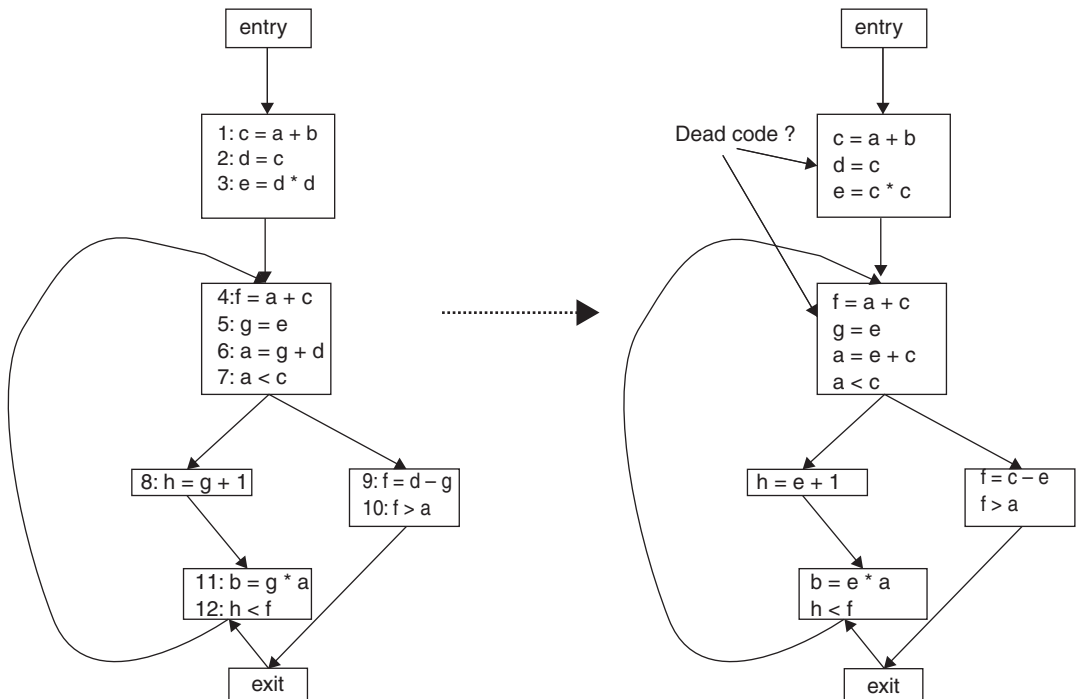 entry
1: c = a + b
2: d = c
3: e = d * d
4:f = a + c
5: g = e
6: a = g + d
7: a < c
8: h = g + 1
9: f = d – g
10: f > a
11: b = g * a
12: h < f
exit
entry
Dead code ?
c = a + b
d = c
e = c * c
f = a + c
g = e
a = e + c
a < c
h = e + 1
f = c – e
f > a
b = e * a
h < f
exit